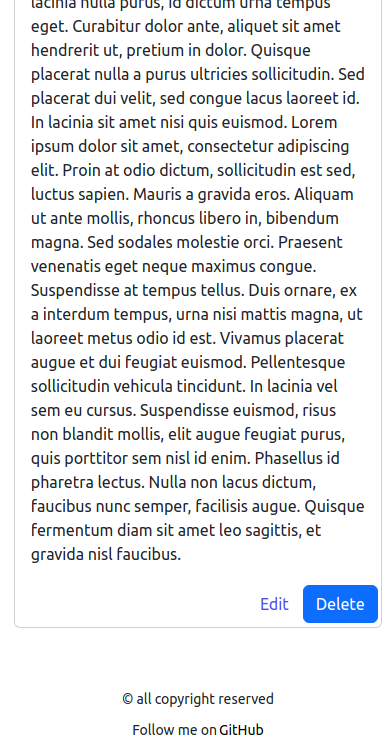 lacinia nulla purus, id dictum urna tempus
eget. Curabitur dolor ante, aliquet sit amet
hendrerit ut, pretium in dolor. Quisque
placerat nulla a purus ultricies sollicitudin. Sed
placerat dui velit, sed congue lacus laoreet id.
In lacinia sit amet nisi quis euismod. Lorem
ipsum dolor sit amet, consectetur adipiscing
elit. Proin at odio dictum, sollicitudin est sed,
luctus sapien. Mauris a gravida eros. Aliquam
ut ante mollis, rhoncus libero in, bibendum
magna. Sed sodales molestie orci. Praesent
venenatis eget neque maximus congue.
Suspendisse at tempus tellus. Duis ornare, ex
a interdum tempus, urna nisi mattis magna, ut
laoreet metus odio id est. Vivamus placerat
augue et dui feugiat euismod. Pellentesque
sollicitudin vehicula tincidunt. In lacinia vel
sem eu cursus. Suspendisse euismod, risus
non blandit mollis, elit augue feugiat purus,
quis porttitor sem nisl id enim. Phasellus id
pharetra lectus. Nulla non lacus dictum,
faucibus nunc semper, facilisis augue. Quisque
fermentum diam sit amet leo sagittis, et
gravida nisl faucibus.
Edit Delete
© all copyright reserved
Follow me on GitHub